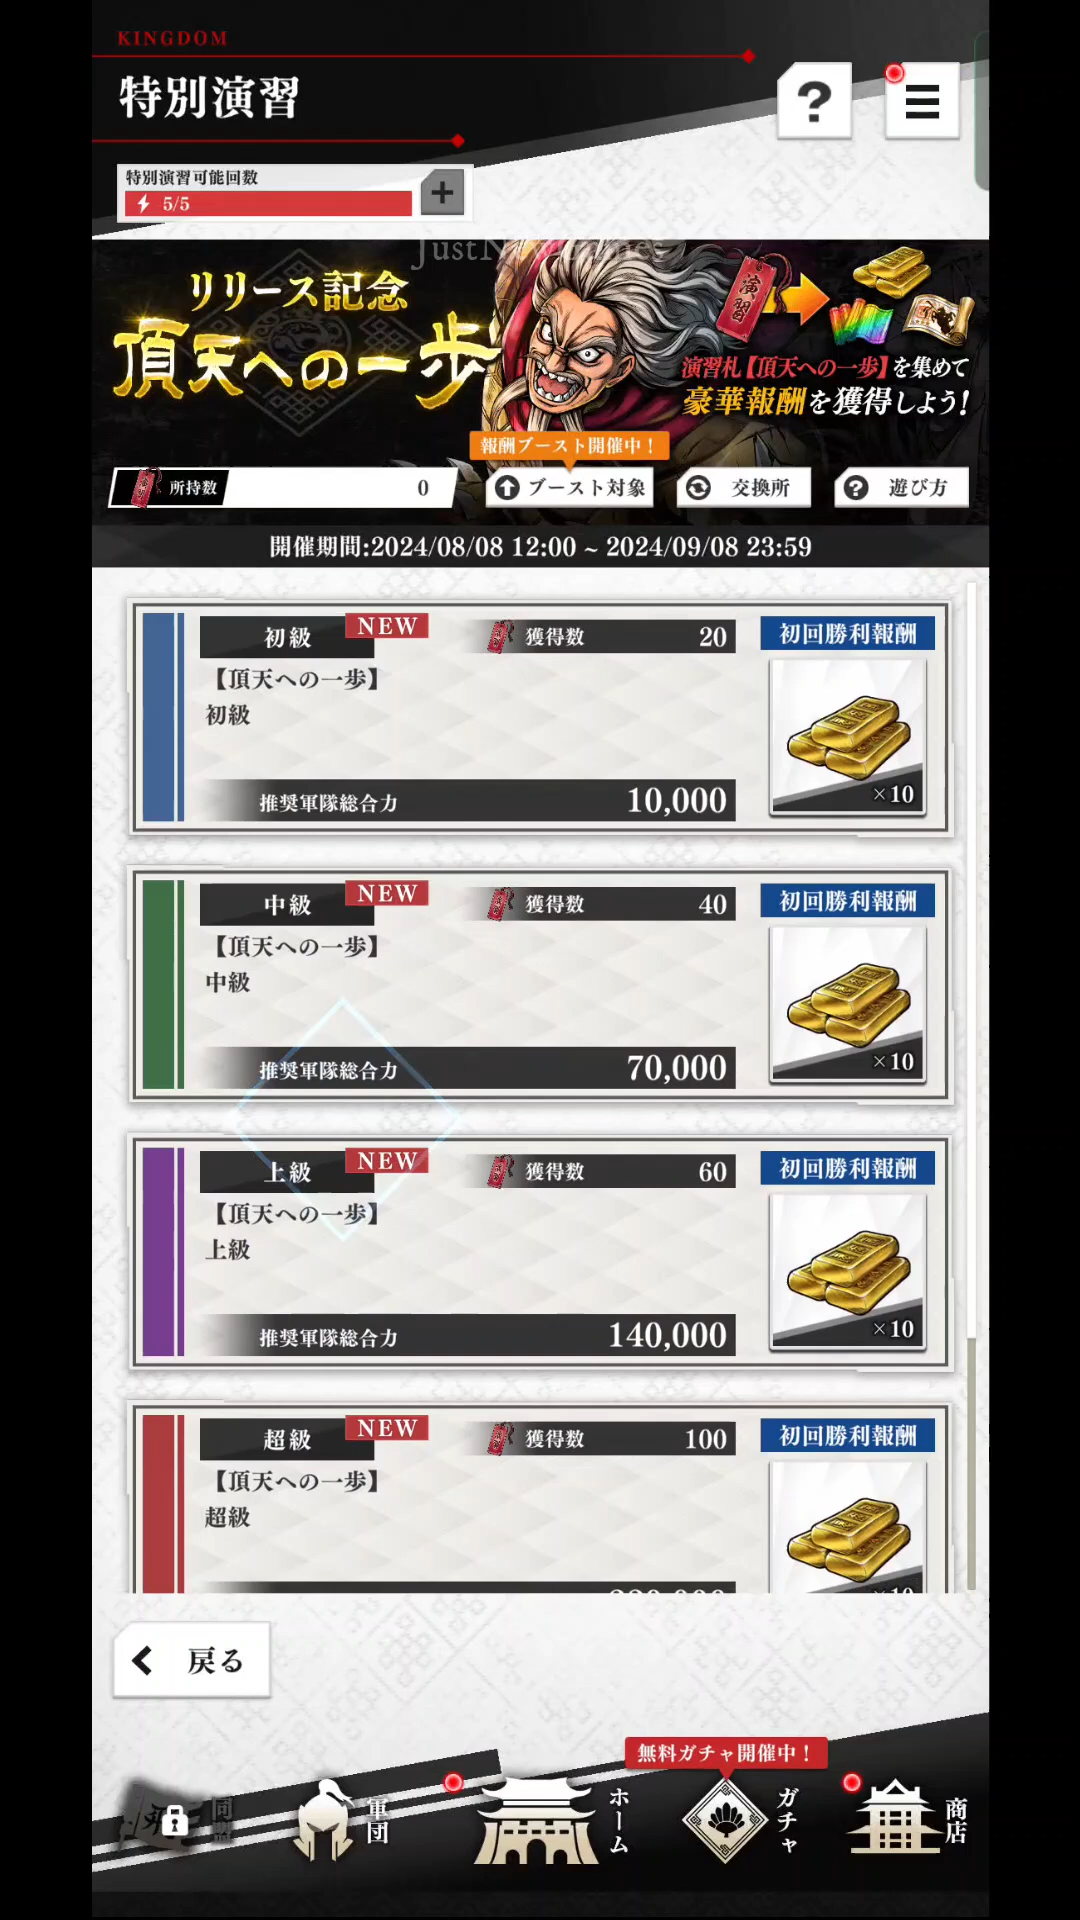 KINGDOM
特別演習
特別演習可能回数
5/5
リリース記念
頂天への一歩
演習
演習札【頂天への一歩】を集めて
豪華報酬を獲得しよう!
報酬ブースト開催中！
所持数 0
ブースト対象
交換所
遊び方
開催期間:2024/08/08 12:00 ~ 2024/09/08 23:59
初級 NEW 獲得数 20 初回勝利報酬
【頂天への一歩】
初級
×10
推奨軍隊総合力 10,000
中級 NEW 獲得数 40 初回勝利報酬
【頂天への一歩】
中級
×10
推奨軍隊総合力 70,000
上級 NEW 獲得数 60 初回勝利報酬
【頂天への一歩】
上級
×10
推奨軍隊総合力 140,000
超級 NEW 獲得数 100 初回勝利報酬
【頂天への一歩】
超級
×10
戻る
無料ガチャ開催中！
軍団
ホーム
ガチャ
商店